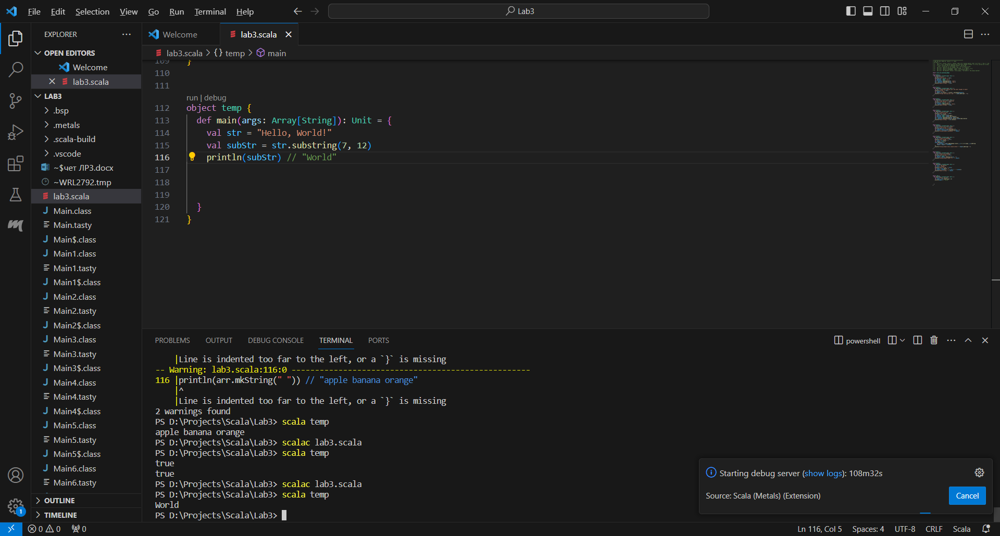 File Edit Selection View Go Run Terminal Help
Lab3
EXPLORER
OPEN EDITORS
Welcome
lab3.scala
LAB3
.bsp
.metals
.scala-build
.vscode
~$чет ЛР3.docx
~WRL2792.tmp
lab3.scala
Main.class
Main.tasty
Main$.class
Main1.class
Main1.tasty
Main1$.class
Main2.class
Main2.tasty
Main2$.class
Main3.class
Main3.tasty
Main3$.class
Main4.class
Main4.tasty
Main4$.class
Main5.class
Main5.tasty
Main5$.class
Main6.class
Main6.tasty
OUTLINE
TIMELINE
Welcome
lab3.scala
lab3.scala > {} temp > main
109 }
110
111
run | debug
112 object temp {
113 def main(args: Array[String]): Unit = {
114 val str = "Hello, World!"
115 val subStr = str.substring(7, 12)
116 println(subStr) // "World"
117
118
119
120 }
121 }
PROBLEMS OUTPUT DEBUG CONSOLE TERMINAL PORTS
powershell
|Line is indented too far to the left, or a `}` is missing
-- Warning: lab3.scala:116:0 ---------------------------------------------------
116 |println(arr.mkString(" ")) // "apple banana orange"
|^
|Line is indented too far to the left, or a `}` is missing
2 warnings found
PS D:\Projects\Scala\Lab3> scala temp
apple banana orange
PS D:\Projects\Scala\Lab3> scalac lab3.scala
PS D:\Projects\Scala\Lab3> scala temp
true
true
PS D:\Projects\Scala\Lab3> scalac lab3.scala
PS D:\Projects\Scala\Lab3> scala temp
World
PS D:\Projects\Scala\Lab3>
Starting debug server (show logs): 108m32s
Source: Scala (Metals) (Extension)
Cancel
1
0 0 0
Ln 116, Col 5 Spaces: 4 UTF-8 CRLF Scala